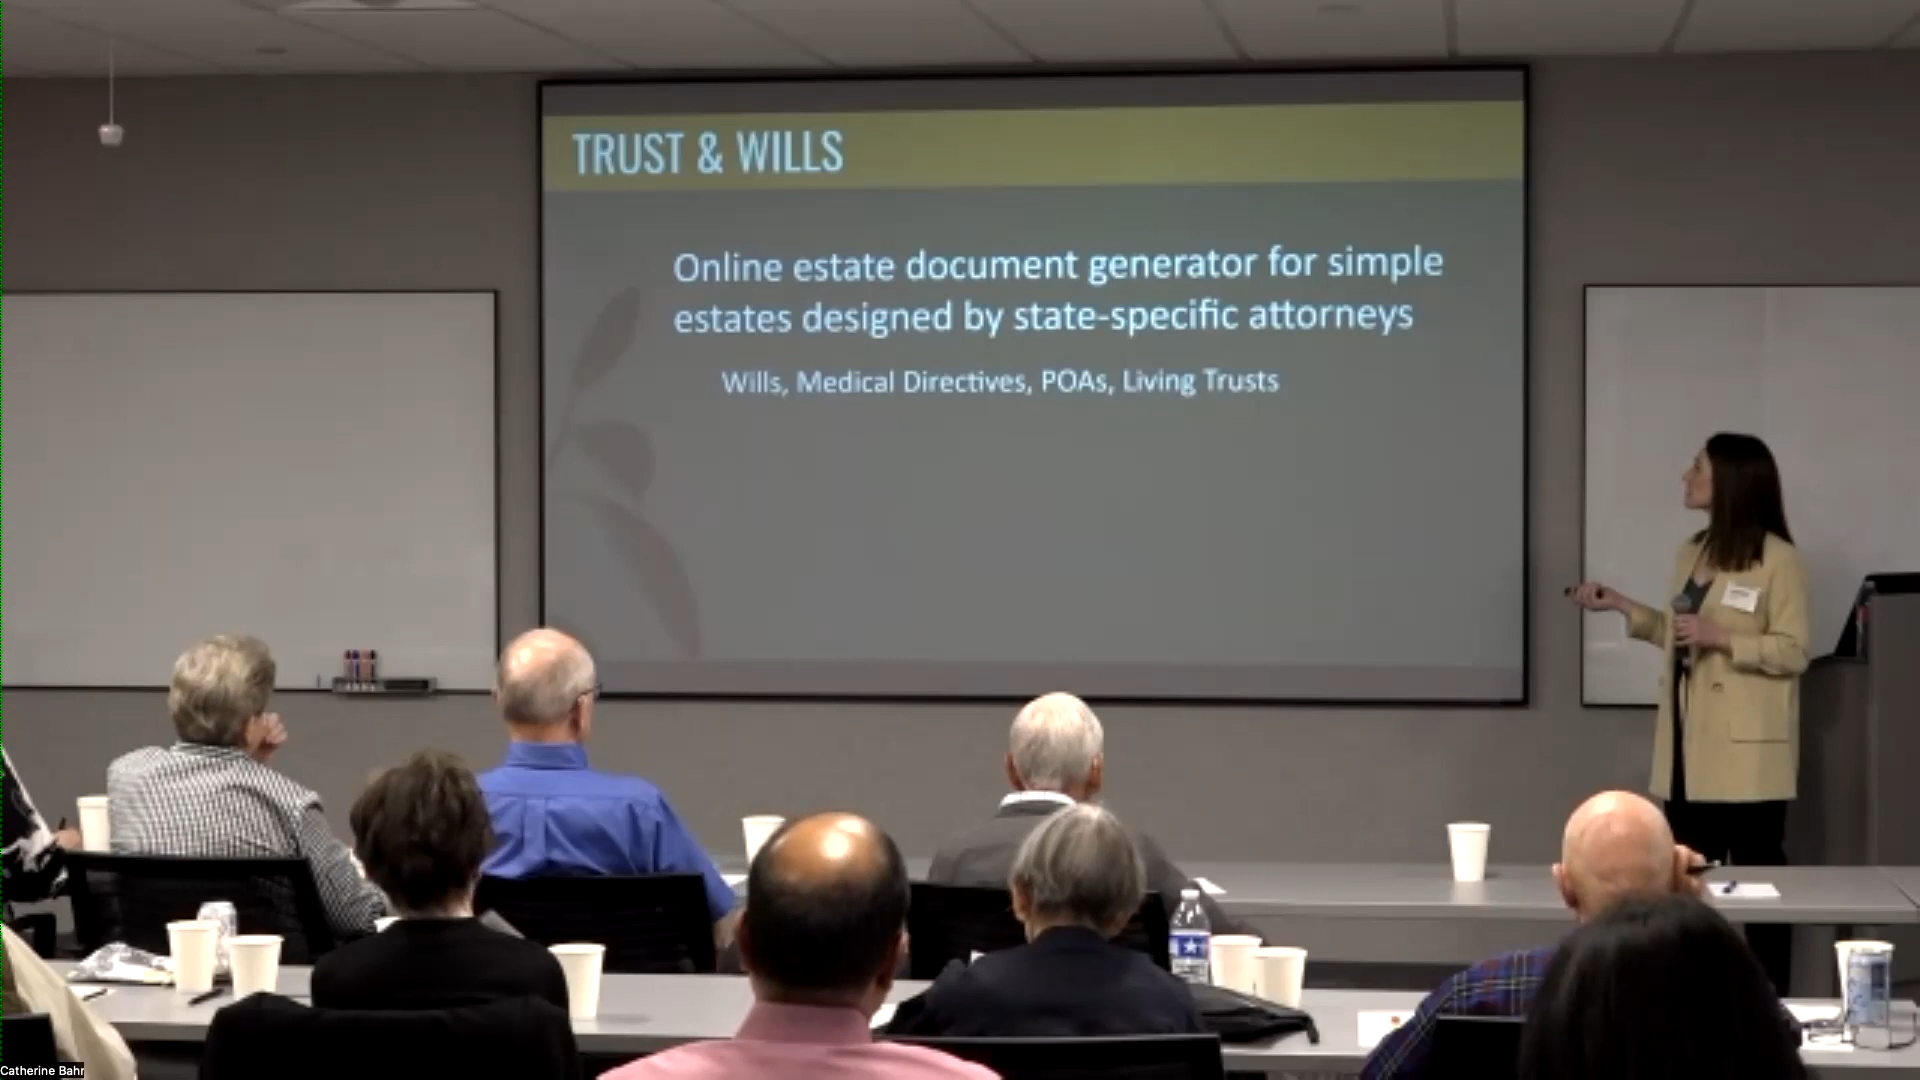 TRUST & WILLS
Online estate document generator for simple
estates designed by state-specific attorneys
Wills, Medical Directives, POAs, Living Trusts
Catherine Bahr